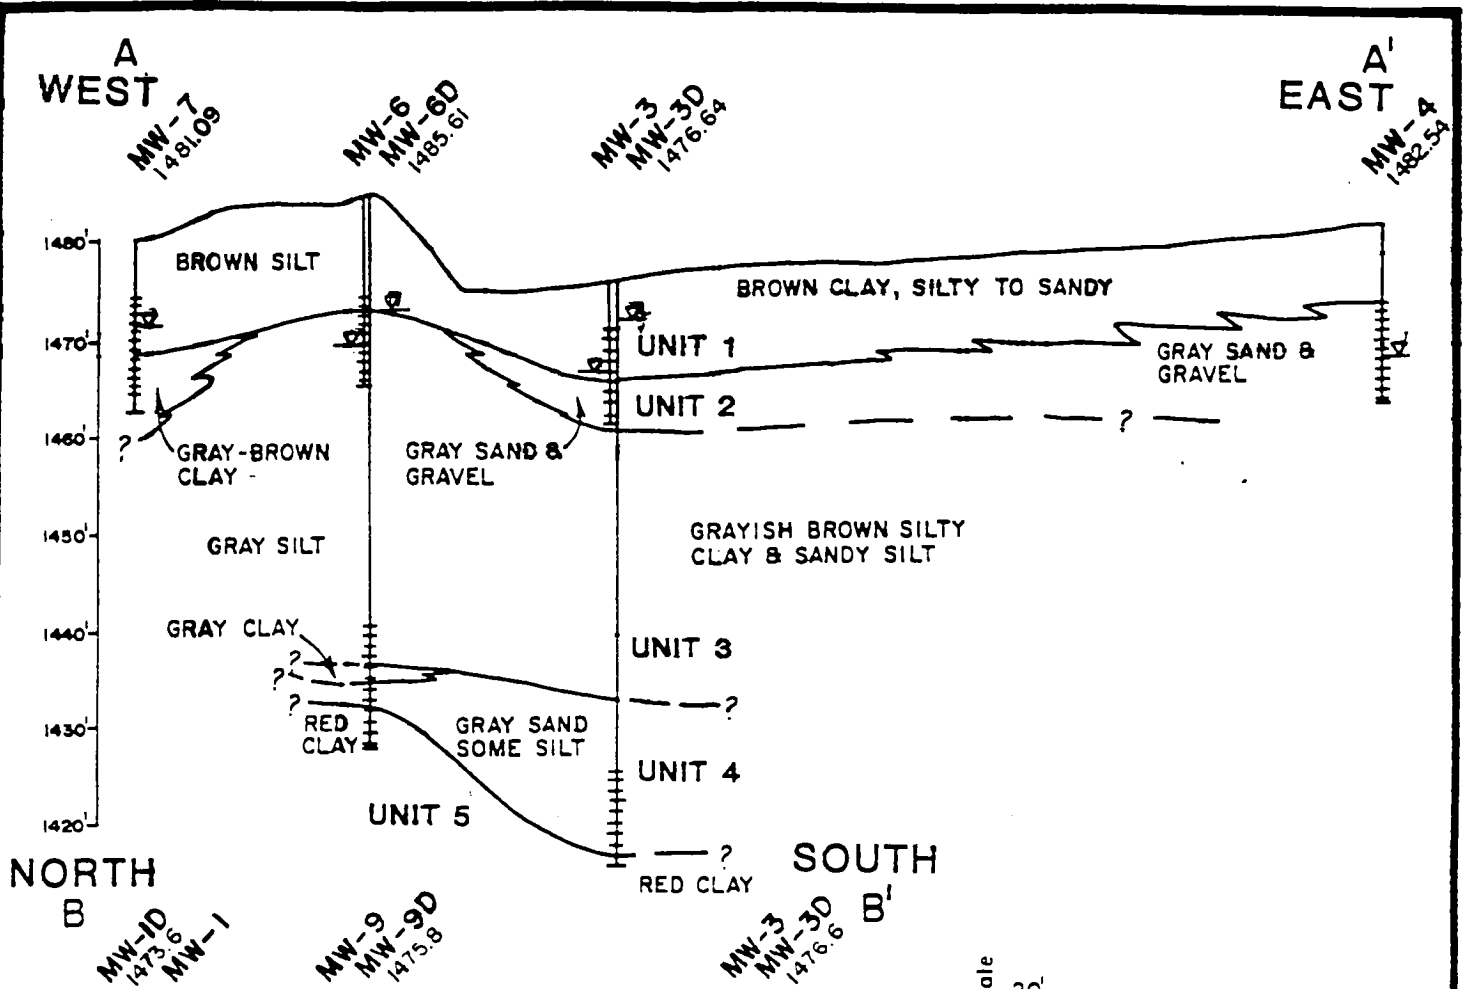 A
WEST
A'
EAST
MW-7
1481.09
MW-6
MW-6D
1485.61
MW-3
MW-3D
1476.64
MW-4
1482.54
1480'
BROWN SILT
BROWN CLAY, SILTY TO SANDY
1470'
UNIT 1
GRAY SAND &
GRAVEL
UNIT 2
1460'
?
?
GRAY-BROWN
CLAY
GRAY SAND &
GRAVEL
1450'
GRAY SILT
GRAYISH BROWN SILTY
CLAY & SANDY SILT
1440'
GRAY CLAY
UNIT 3
?
?
?
?
1430'
RED
CLAY
GRAY SAND
SOME SILT
UNIT 4
UNIT 5
1420'
?
RED CLAY
NORTH
B
SOUTH
B'
MW-1D
1473.6
MW-1
MW-9
MW-9D
1475.8
MW-3
MW-3D
1476.6